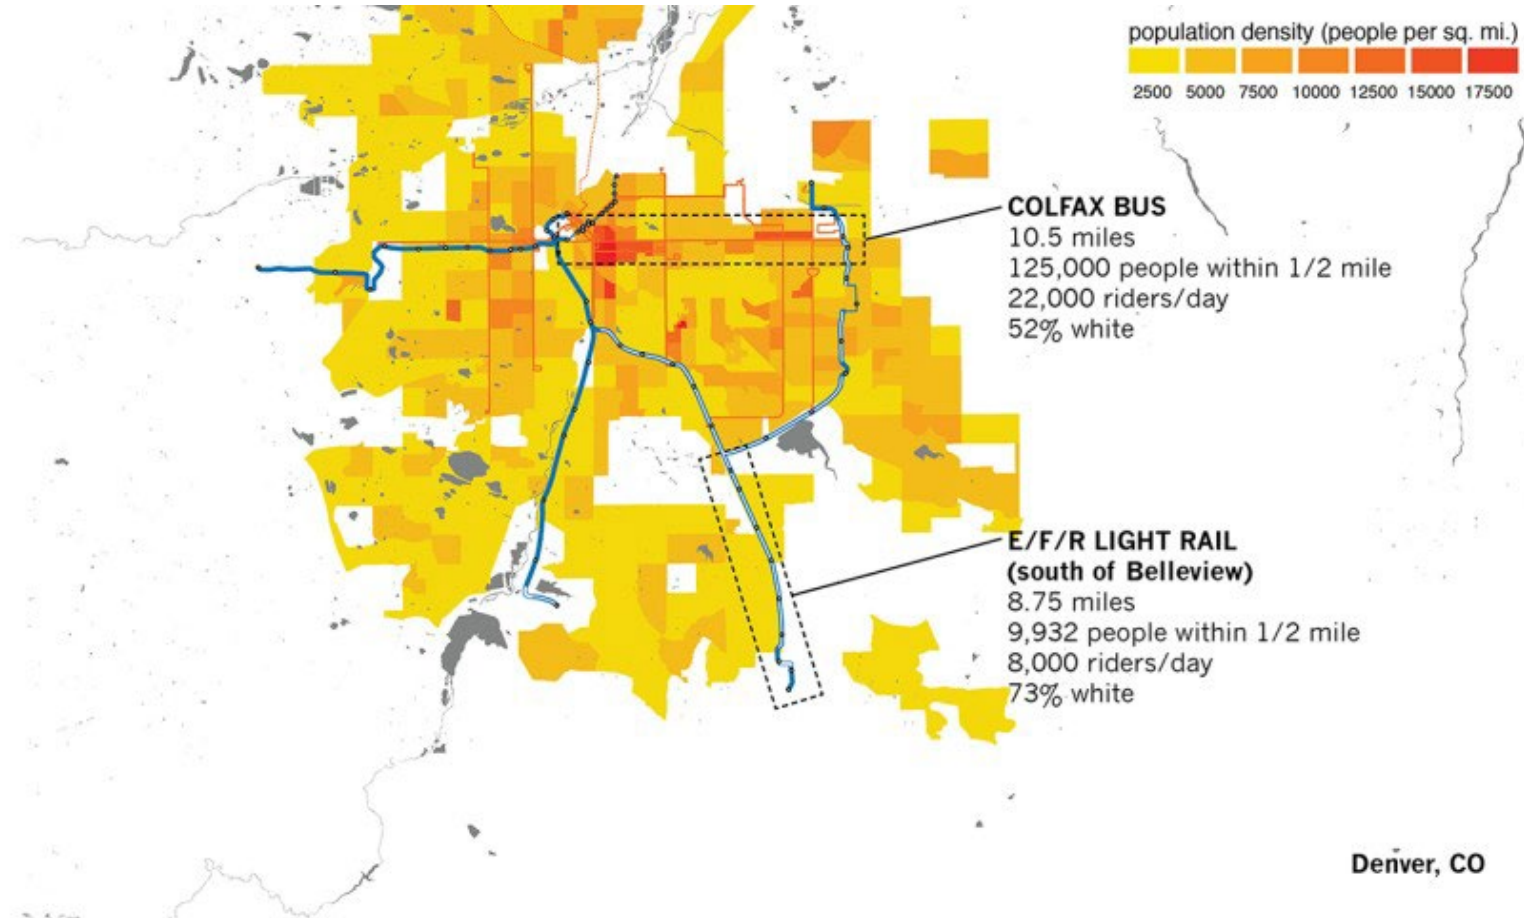 population density (people per sq. mi.)
2500 5000 7500 10000 12500 15000 17500
COLFAX BUS
10.5 miles
125,000 people within 1/2 mile
22,000 riders/day
52% white
E/F/R LIGHT RAIL
(south of Belleview)
8.75 miles
9,932 people within 1/2 mile
8,000 riders/day
73% white
Denver, CO